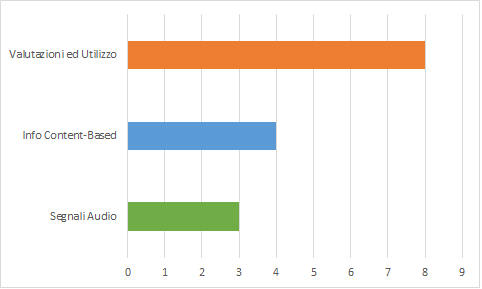 Valutazioni ed Utilizzo
Info Content-Based
Segnali Audio
0 1 2 3 4 5 6 7 8 9